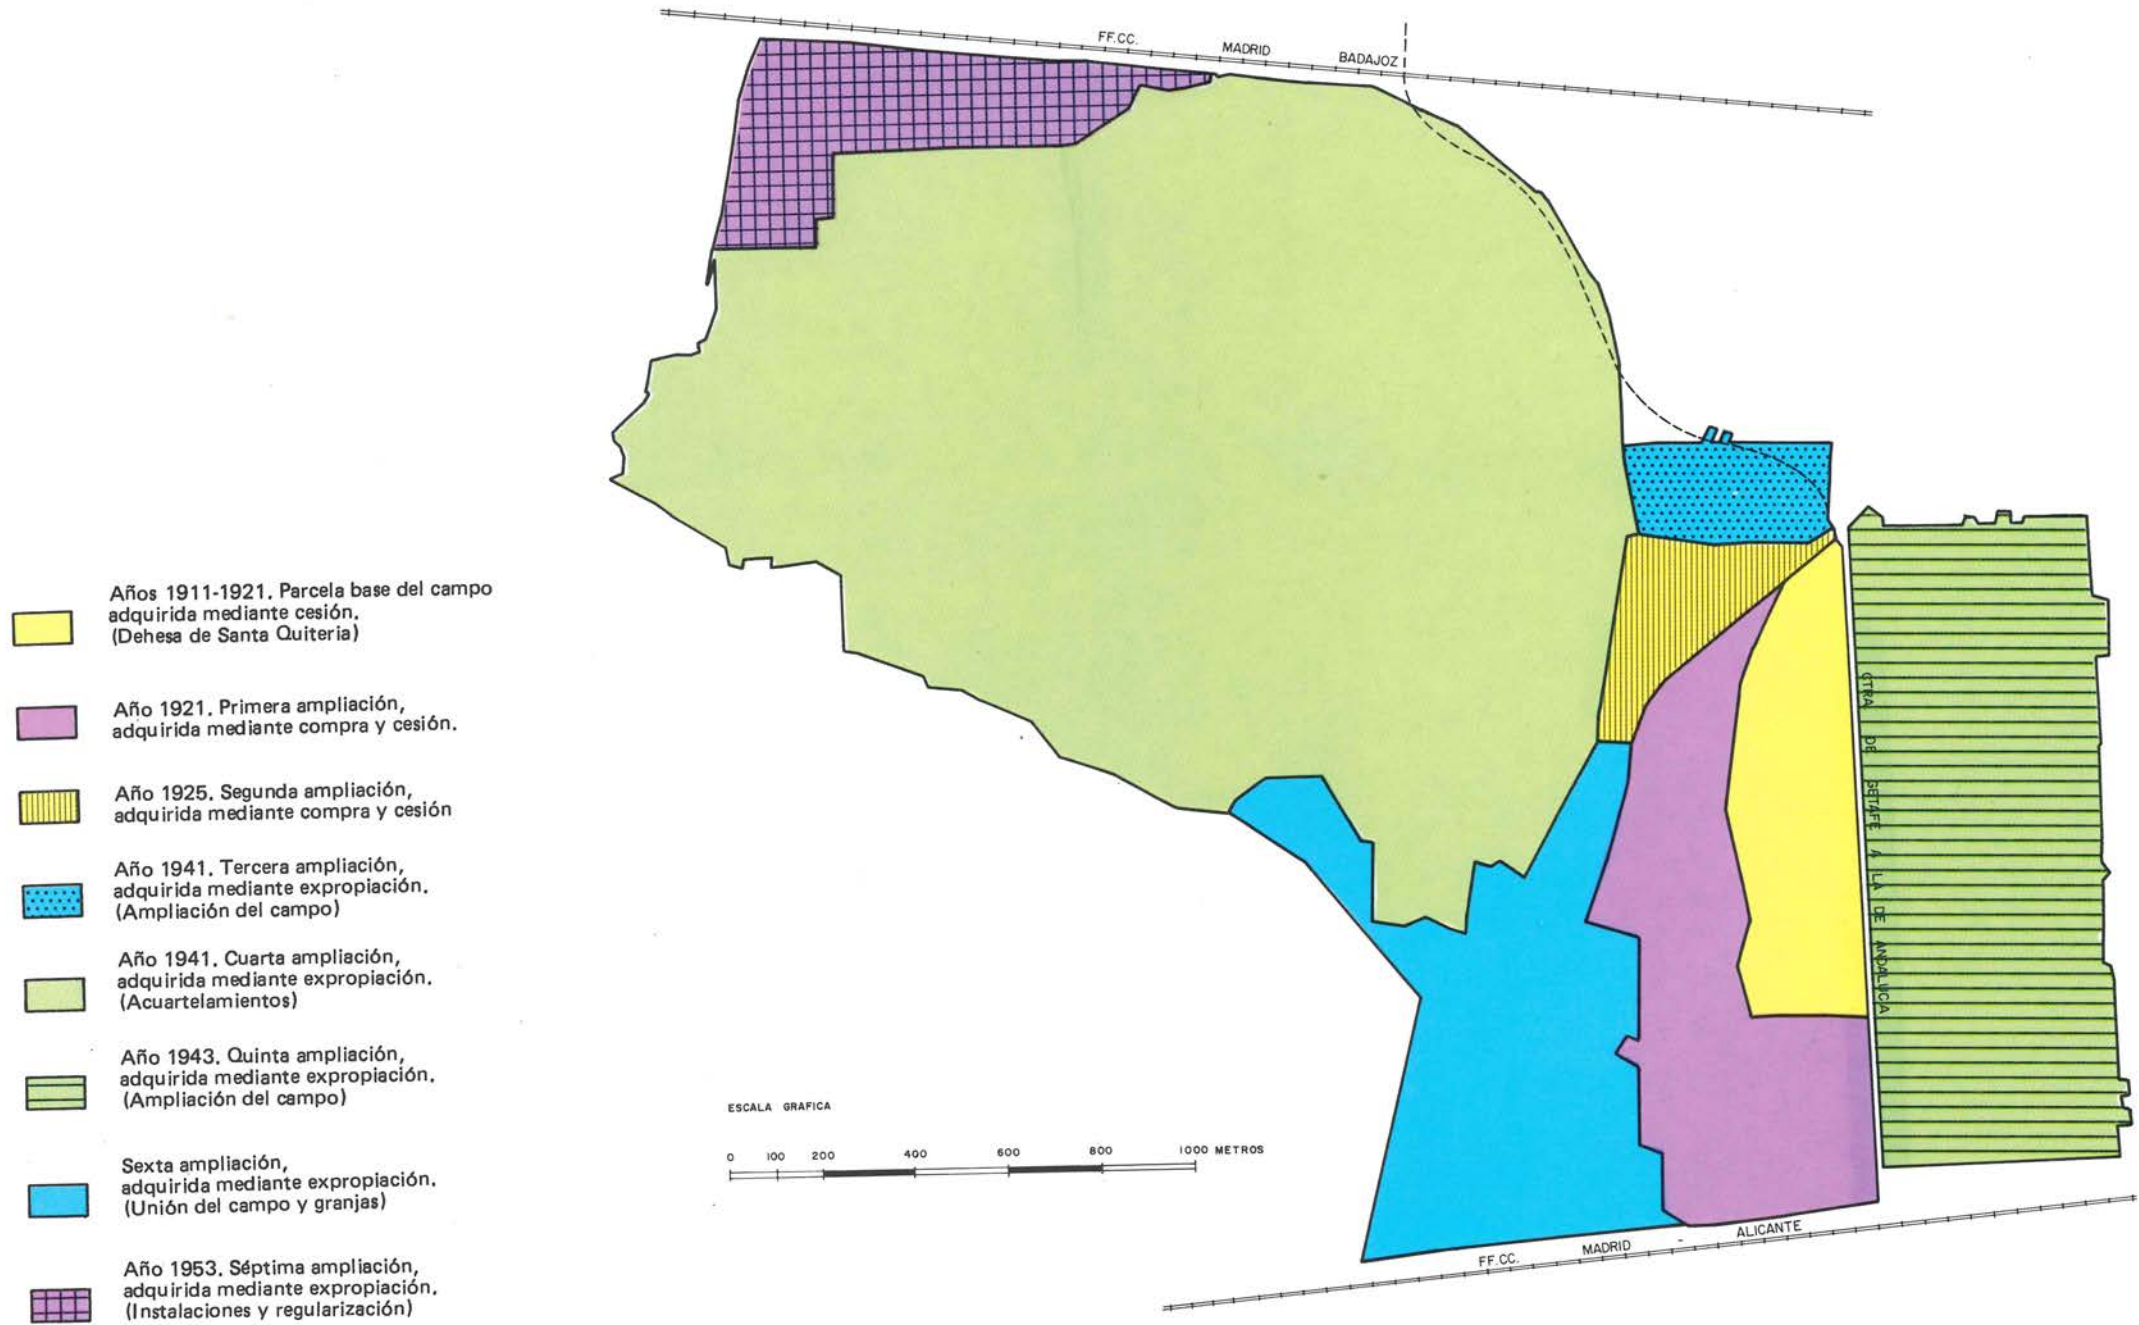 FF.CC. MADRID BADAJOZ
Años 1911-1921. Parcela base del campo
adquirida mediante cesión.
(Dehesa de Santa Quiteria)
Año 1921. Primera ampliación,
adquirida mediante compra y cesión.
Año 1925. Segunda ampliación,
adquirida mediante compra y cesión
Año 1941. Tercera ampliación,
adquirida mediante expropiación.
(Ampliación del campo)
Año 1941. Cuarta ampliación,
adquirida mediante expropiación.
(Acuartelamientos)
Año 1943. Quinta ampliación,
adquirida mediante expropiación.
(Ampliación del campo)
Sexta ampliación,
adquirida mediante expropiación.
(Unión del campo y granjas)
Año 1953. Séptima ampliación,
adquirida mediante expropiación.
(Instalaciones y regularización)
CTRA DE GETAFE A LA DE ANDALUCA
ESCALA GRAFICA
0 100 200 400 600 800 1000 METROS
FF.CC. MADRID - ALICANTE